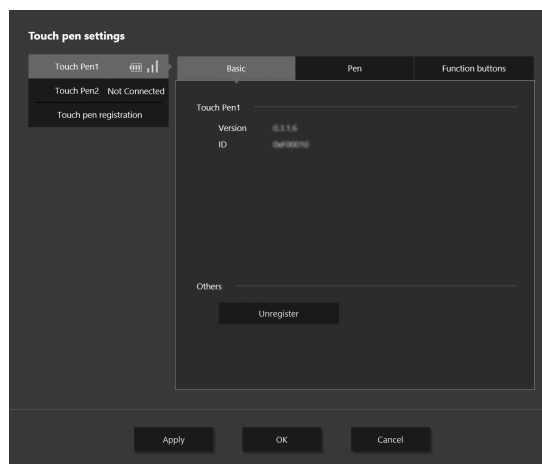 Touch pen settings
Touch Pen1
Touch Pen2 Not Connected
Touch pen registration
Basic Pen Function buttons
Touch Pen1
Version
ID
Others
Unregister
Apply OK Cancel